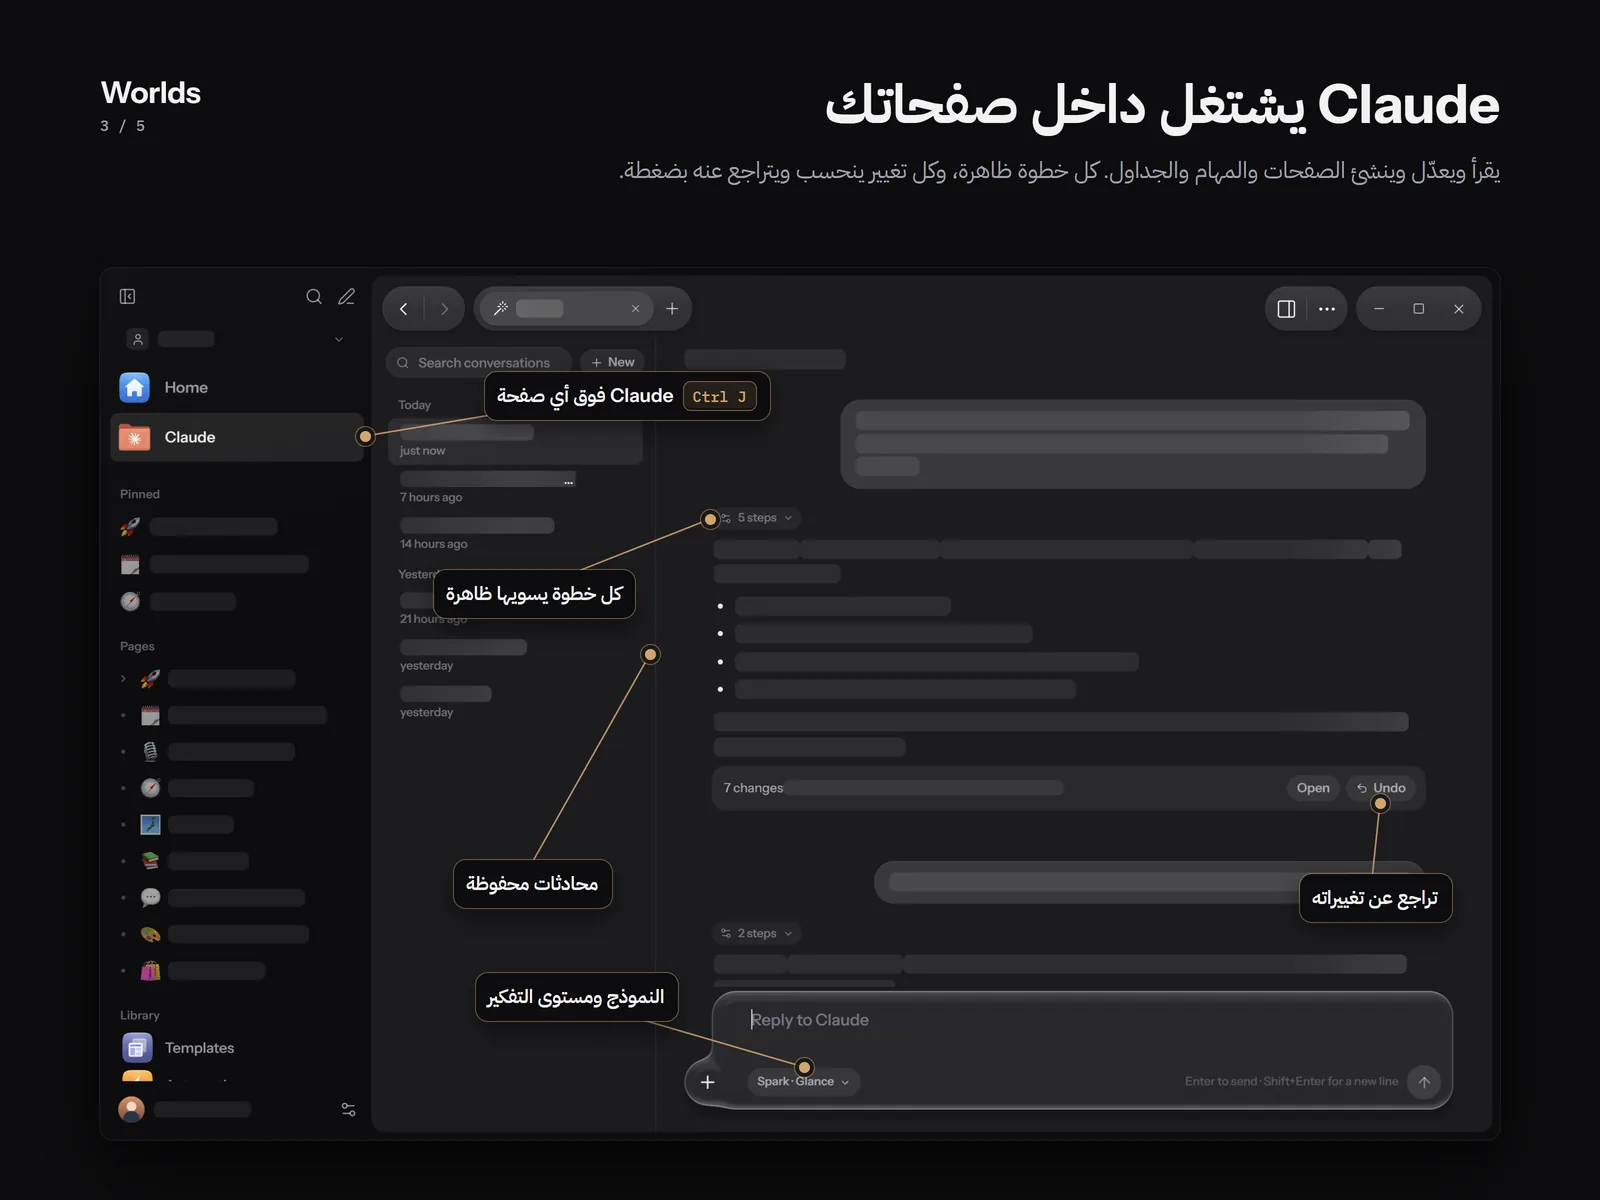 Worlds
3 / 5
Claude يشتغل داخل صفحاتك
يقرأ ويعدّل وينشئ الصفحات والمهام والجداول. كل خطوة ظاهرة، وكل تغيير ينحسب ويتراجع عنه بضغطة.
Home
Claude
Pinned
Pages
Library
Templates
Search conversations
+ New
Claude فوق أي صفحة Ctrl J
Today
just now
...
7 hours ago
14 hours ago
كل خطوة يسويها ظاهرة
21 hours ago
yesterday
yesterday
محادثات محفوظة
5 steps
7 changes
Open
Undo
تراجع عن تغييراته
2 steps
النموذج ومستوى التفكير
Reply to Claude
Spark · Glance
Enter to send · Shift+Enter for a new line